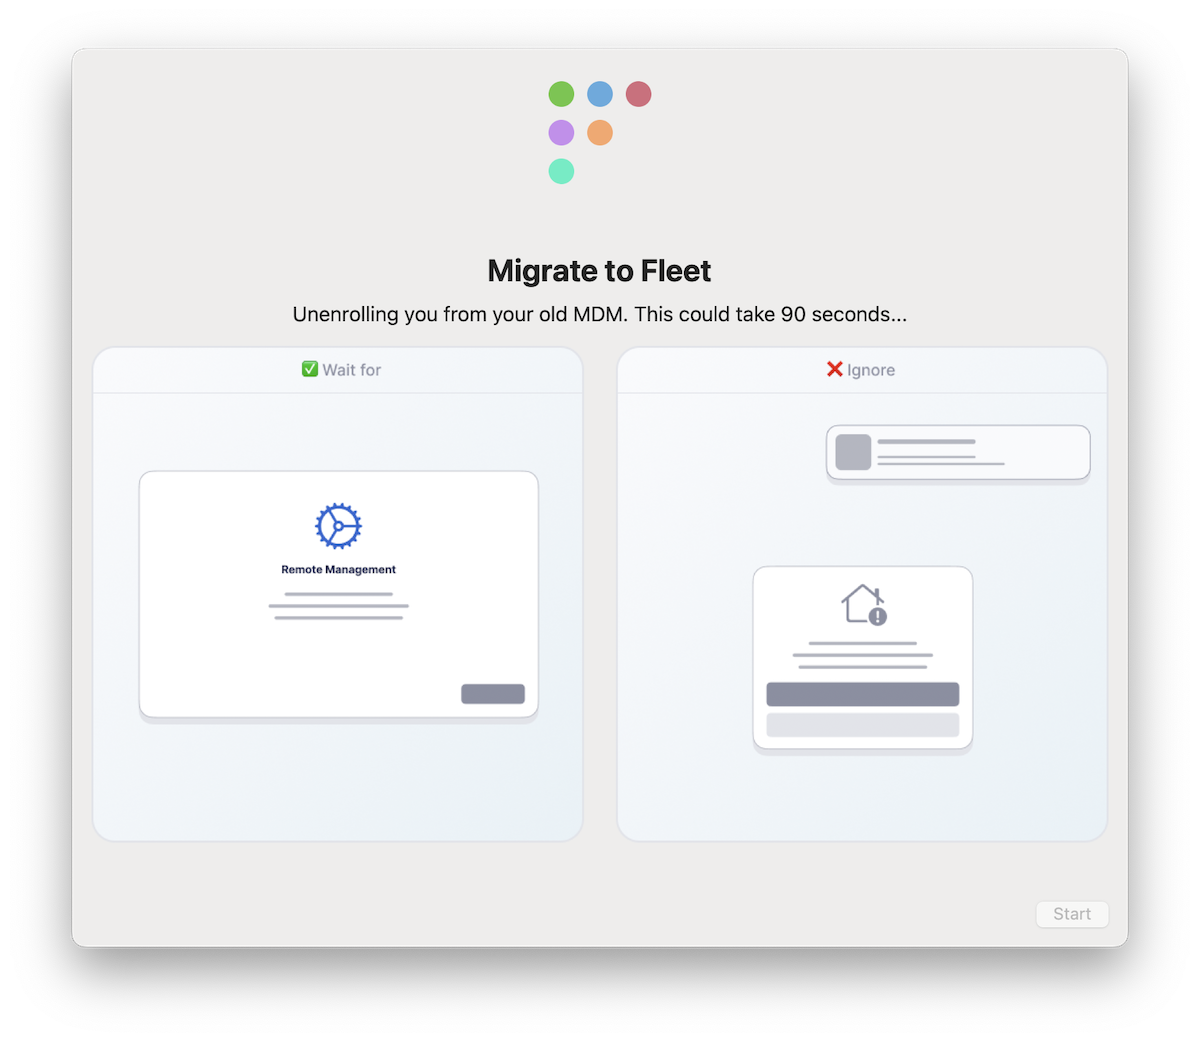 Migrate to Fleet
Unenrolling you from your old MDM. This could take 90 seconds...
✅ Wait for
❌ Ignore
Remote Management
Start